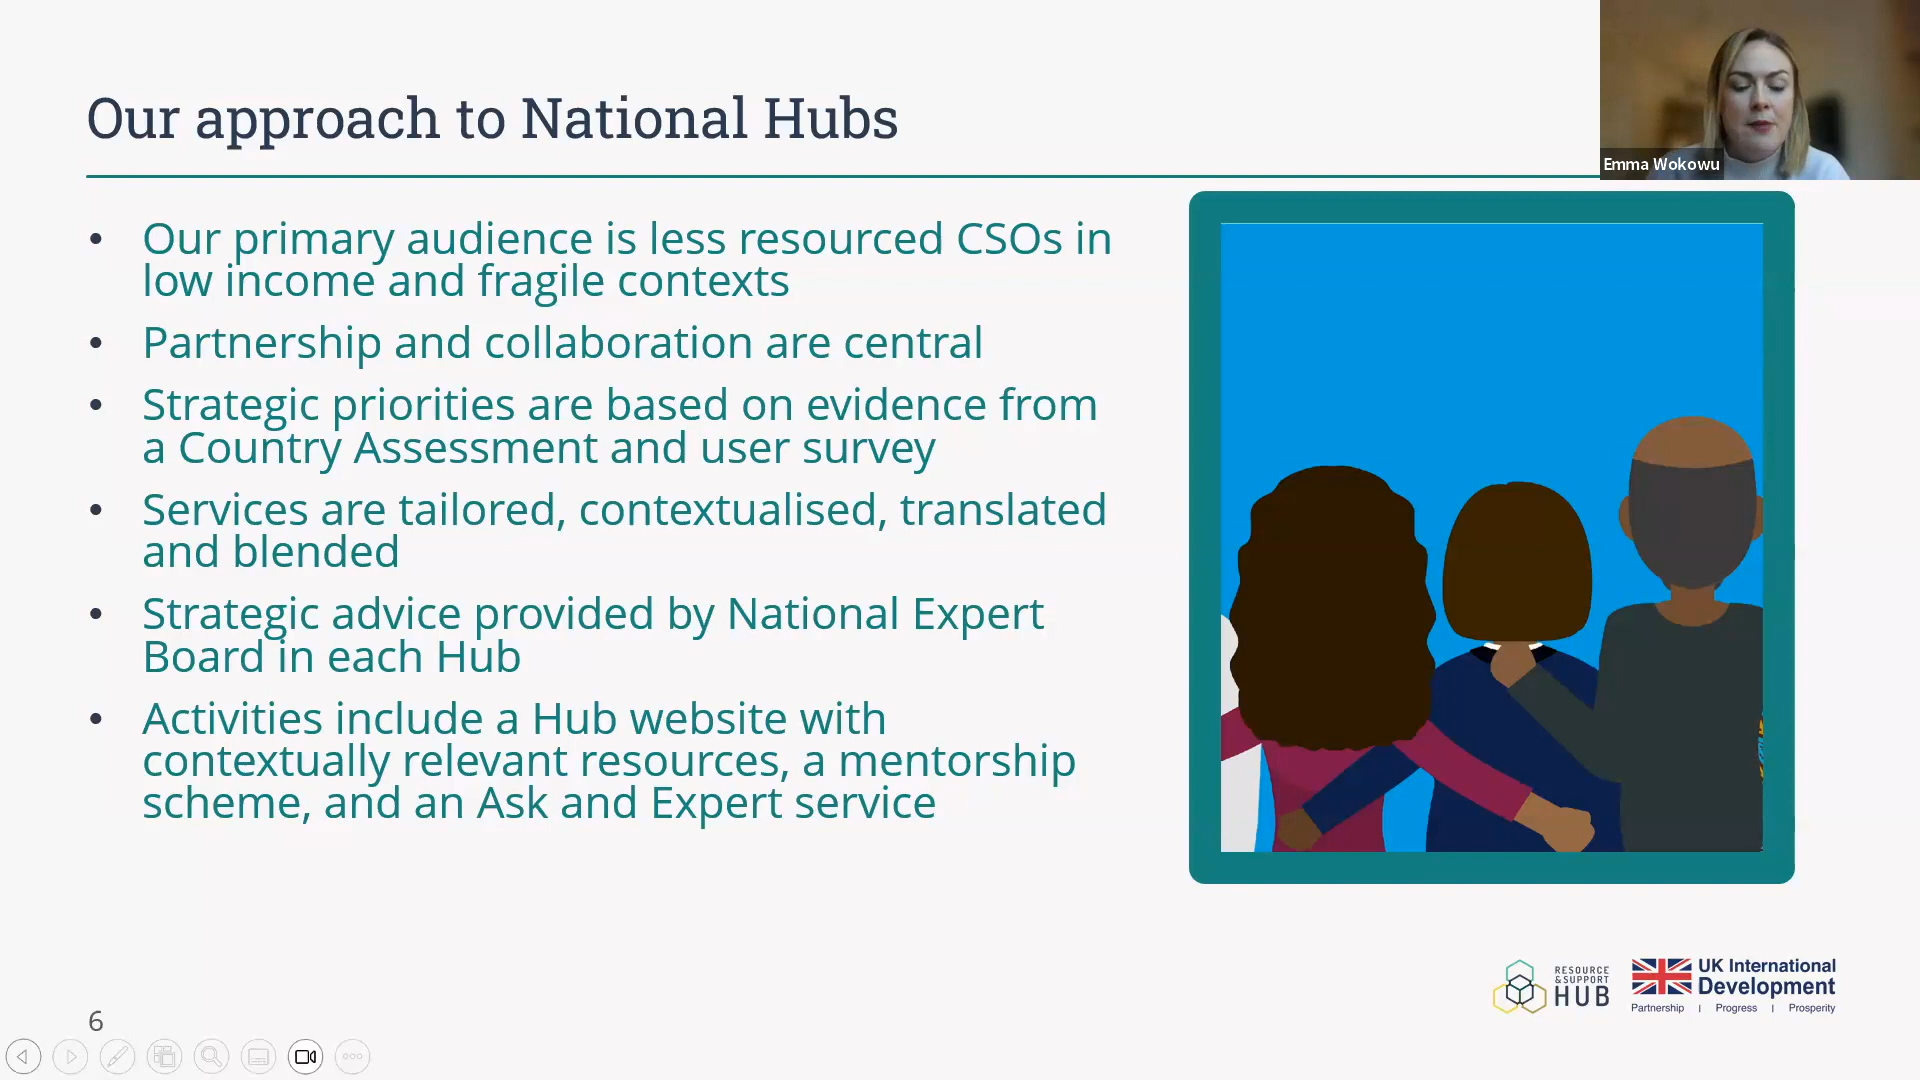 Our approach to National Hubs
Emma Wokowu
• Our primary audience is less resourced CSOs in
low income and fragile contexts
• Partnership and collaboration are central
• Strategic priorities are based on evidence from
a Country Assessment and user survey
• Services are tailored, contextualised, translated
and blended
• Strategic advice provided by National Expert
Board in each Hub
• Activities include a Hub website with
contextually relevant resources, a mentorship
scheme, and an Ask and Expert service
RESOURCE
& SUPPORT
HUB
UK International
Development
Partnership | Progress | Prosperity
6